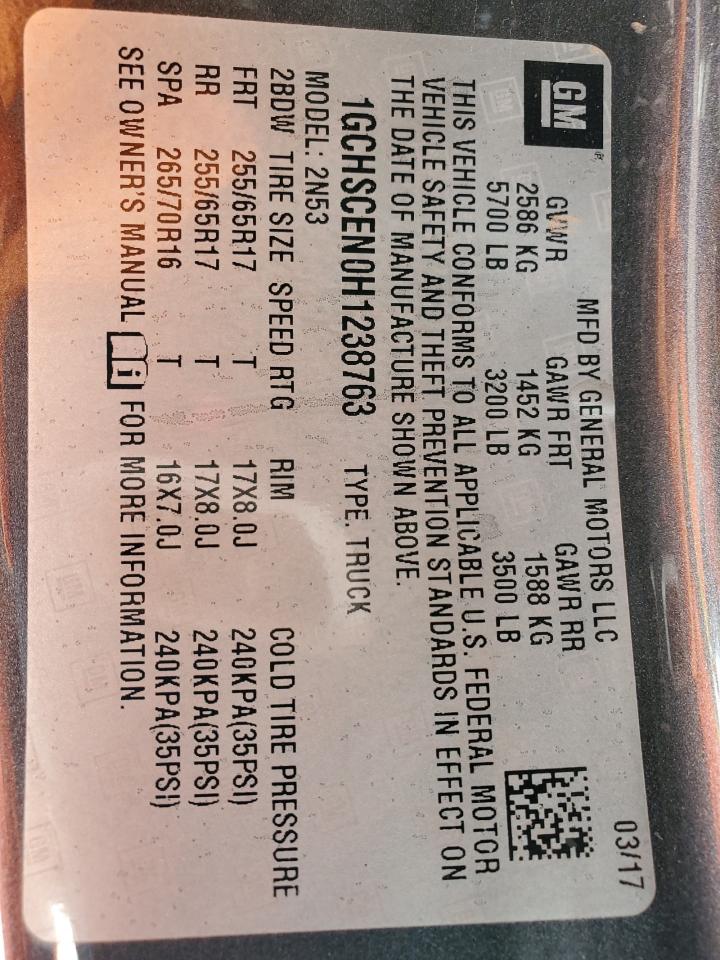 GM
MFD BY GENERAL MOTORS LLC 03/17
GVWR GAWR FRT GAWR RR
2586 KG 1452 KG 1588 KG
5700 LB 3200 LB 3500 LB
THIS VEHICLE CONFORMS TO ALL APPLICABLE U.S. FEDERAL MOTOR
VEHICLE SAFETY AND THEFT PREVENTION STANDARDS IN EFFECT ON
THE DATE OF MANUFACTURE SHOWN ABOVE.
1GCHSCEN0H1238763 TYPE. TRUCK
MODEL: 2N53
2BDW TIRE SIZE SPEED RTG RIM COLD TIRE PRESSURE
FRT 255/65R17 T 17X8.0J 240KPA(35PSI)
RR 255/65R17 T 17X8.0J 240KPA(35PSI)
SPA 265/70R16 T 16X7.0J 240KPA(35PSI)
SEE OWNER'S MANUAL i FOR MORE INFORMATION.